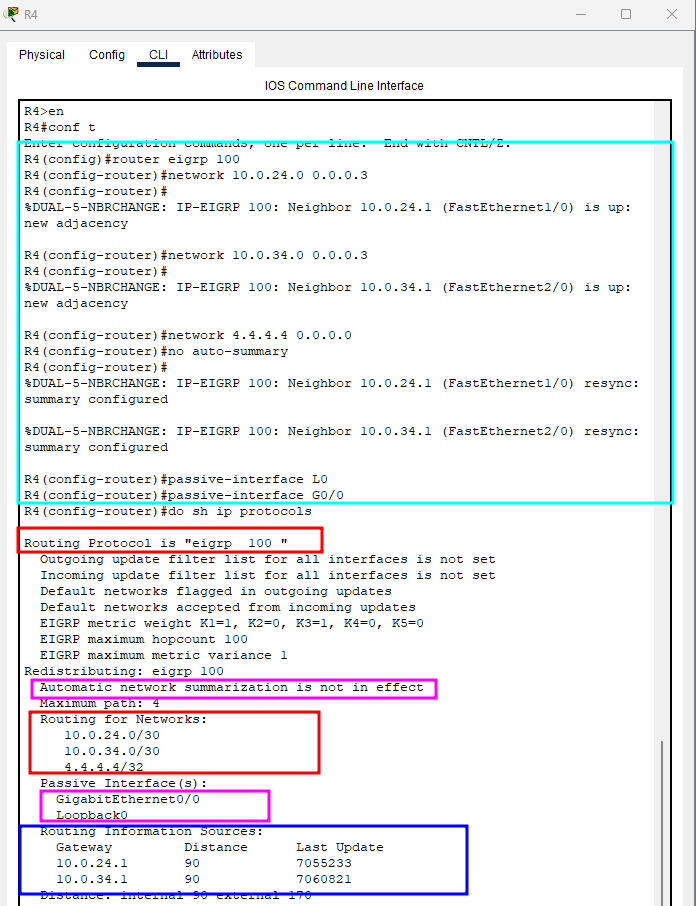 R4
Physical Config CLI Attributes
IOS Command Line Interface
R4>en
R4#conf t
Enter configuration commands, one per line. End with CNTL/Z.
R4(config)#router eigrp 100
R4(config-router)#network 10.0.24.0 0.0.0.3
R4(config-router)#
%DUAL-5-NBRCHANGE: IP-EIGRP 100: Neighbor 10.0.24.1 (FastEthernet1/0) is up:
new adjacency
R4(config-router)#network 10.0.34.0 0.0.0.3
R4(config-router)#
%DUAL-5-NBRCHANGE: IP-EIGRP 100: Neighbor 10.0.34.1 (FastEthernet2/0) is up:
new adjacency
R4(config-router)#network 4.4.4.4 0.0.0.0
R4(config-router)#no auto-summary
R4(config-router)#
%DUAL-5-NBRCHANGE: IP-EIGRP 100: Neighbor 10.0.24.1 (FastEthernet1/0) resync:
summary configured
%DUAL-5-NBRCHANGE: IP-EIGRP 100: Neighbor 10.0.34.1 (FastEthernet2/0) resync:
summary configured
R4(config-router)#passive-interface L0
R4(config-router)#passive-interface G0/0
R4(config-router)#do sh ip protocols
Routing Protocol is "eigrp  100 "
Outgoing update filter list for all interfaces is not set
Incoming update filter list for all interfaces is not set
Default networks flagged in outgoing updates
Default networks accepted from incoming updates
EIGRP metric weight K1=1, K2=0, K3=1, K4=0, K5=0
EIGRP maximum hopcount 100
EIGRP maximum metric variance 1
Redistributing: eigrp 100
Automatic network summarization is not in effect
Maximum path: 4
Routing for Networks:
10.0.24.0/30
10.0.34.0/30
4.4.4.4/32
Passive Interface(s):
GigabitEthernet0/0
Loopback0
Routing Information Sources:
Gateway Distance Last Update
10.0.24.1 90 7055233
10.0.34.1 90 7060821
Distance: internal 90 external 170